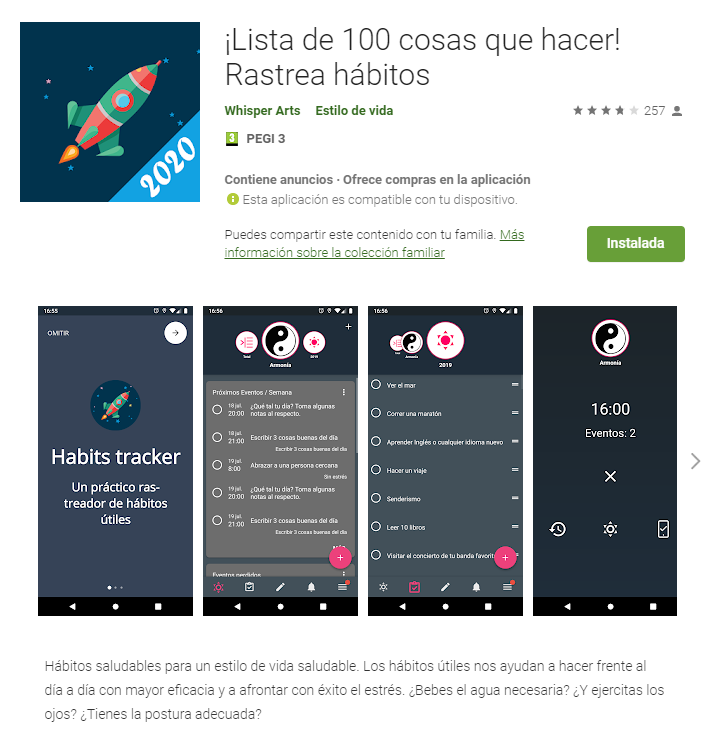 2020
¡Lista de 100 cosas que hacer!
Rastrea hábitos
Whisper Arts Estilo de vida
257
3 PEGI 3
Contiene anuncios · Ofrece compras en la aplicación
Esta aplicación es compatible con tu dispositivo.
Puedes compartir este contenido con tu familia. Más
información sobre la colección familiar
Instalada
16:55
OMITIR
Habits tracker
Un práctico ras-
treador de hábitos
útiles
16:56
Total
2019
Armonía
Próximos Eventos / Semana
18 jul.
20:00
¿Qué tal tu día? Toma algunas
notas al respecto.
18 jul.
21:00
Escribir 3 cosas buenas del día
Escribir 3 cosas buenas del día
19 jul.
8:00
Abrazar a una persona cercana
Sin estrés
19 jul.
20:00
¿Qué tal tu día? Toma algunas
notas al respecto.
19 jul.
21:00
Escribir 3 cosas buenas del día
Escribir 3 cosas buenas del día
Eventos perdidos
16:56
Total
Armonía
2019
Ver el mar
Correr una maratón
Aprender Inglés o cualquier idioma nuevo
Hacer un viaje
Senderismo
Leer 10 libros
Visitar el concierto de tu banda favorit
Armonía
16:00
Eventos: 2
Hábitos saludables para un estilo de vida saludable. Los hábitos útiles nos ayudan a hacer frente al
día a día con mayor eficacia y a afrontar con éxito el estrés. ¿Bebes el agua necesaria? ¿Y ejercitas los
ojos? ¿Tienes la postura adecuada?